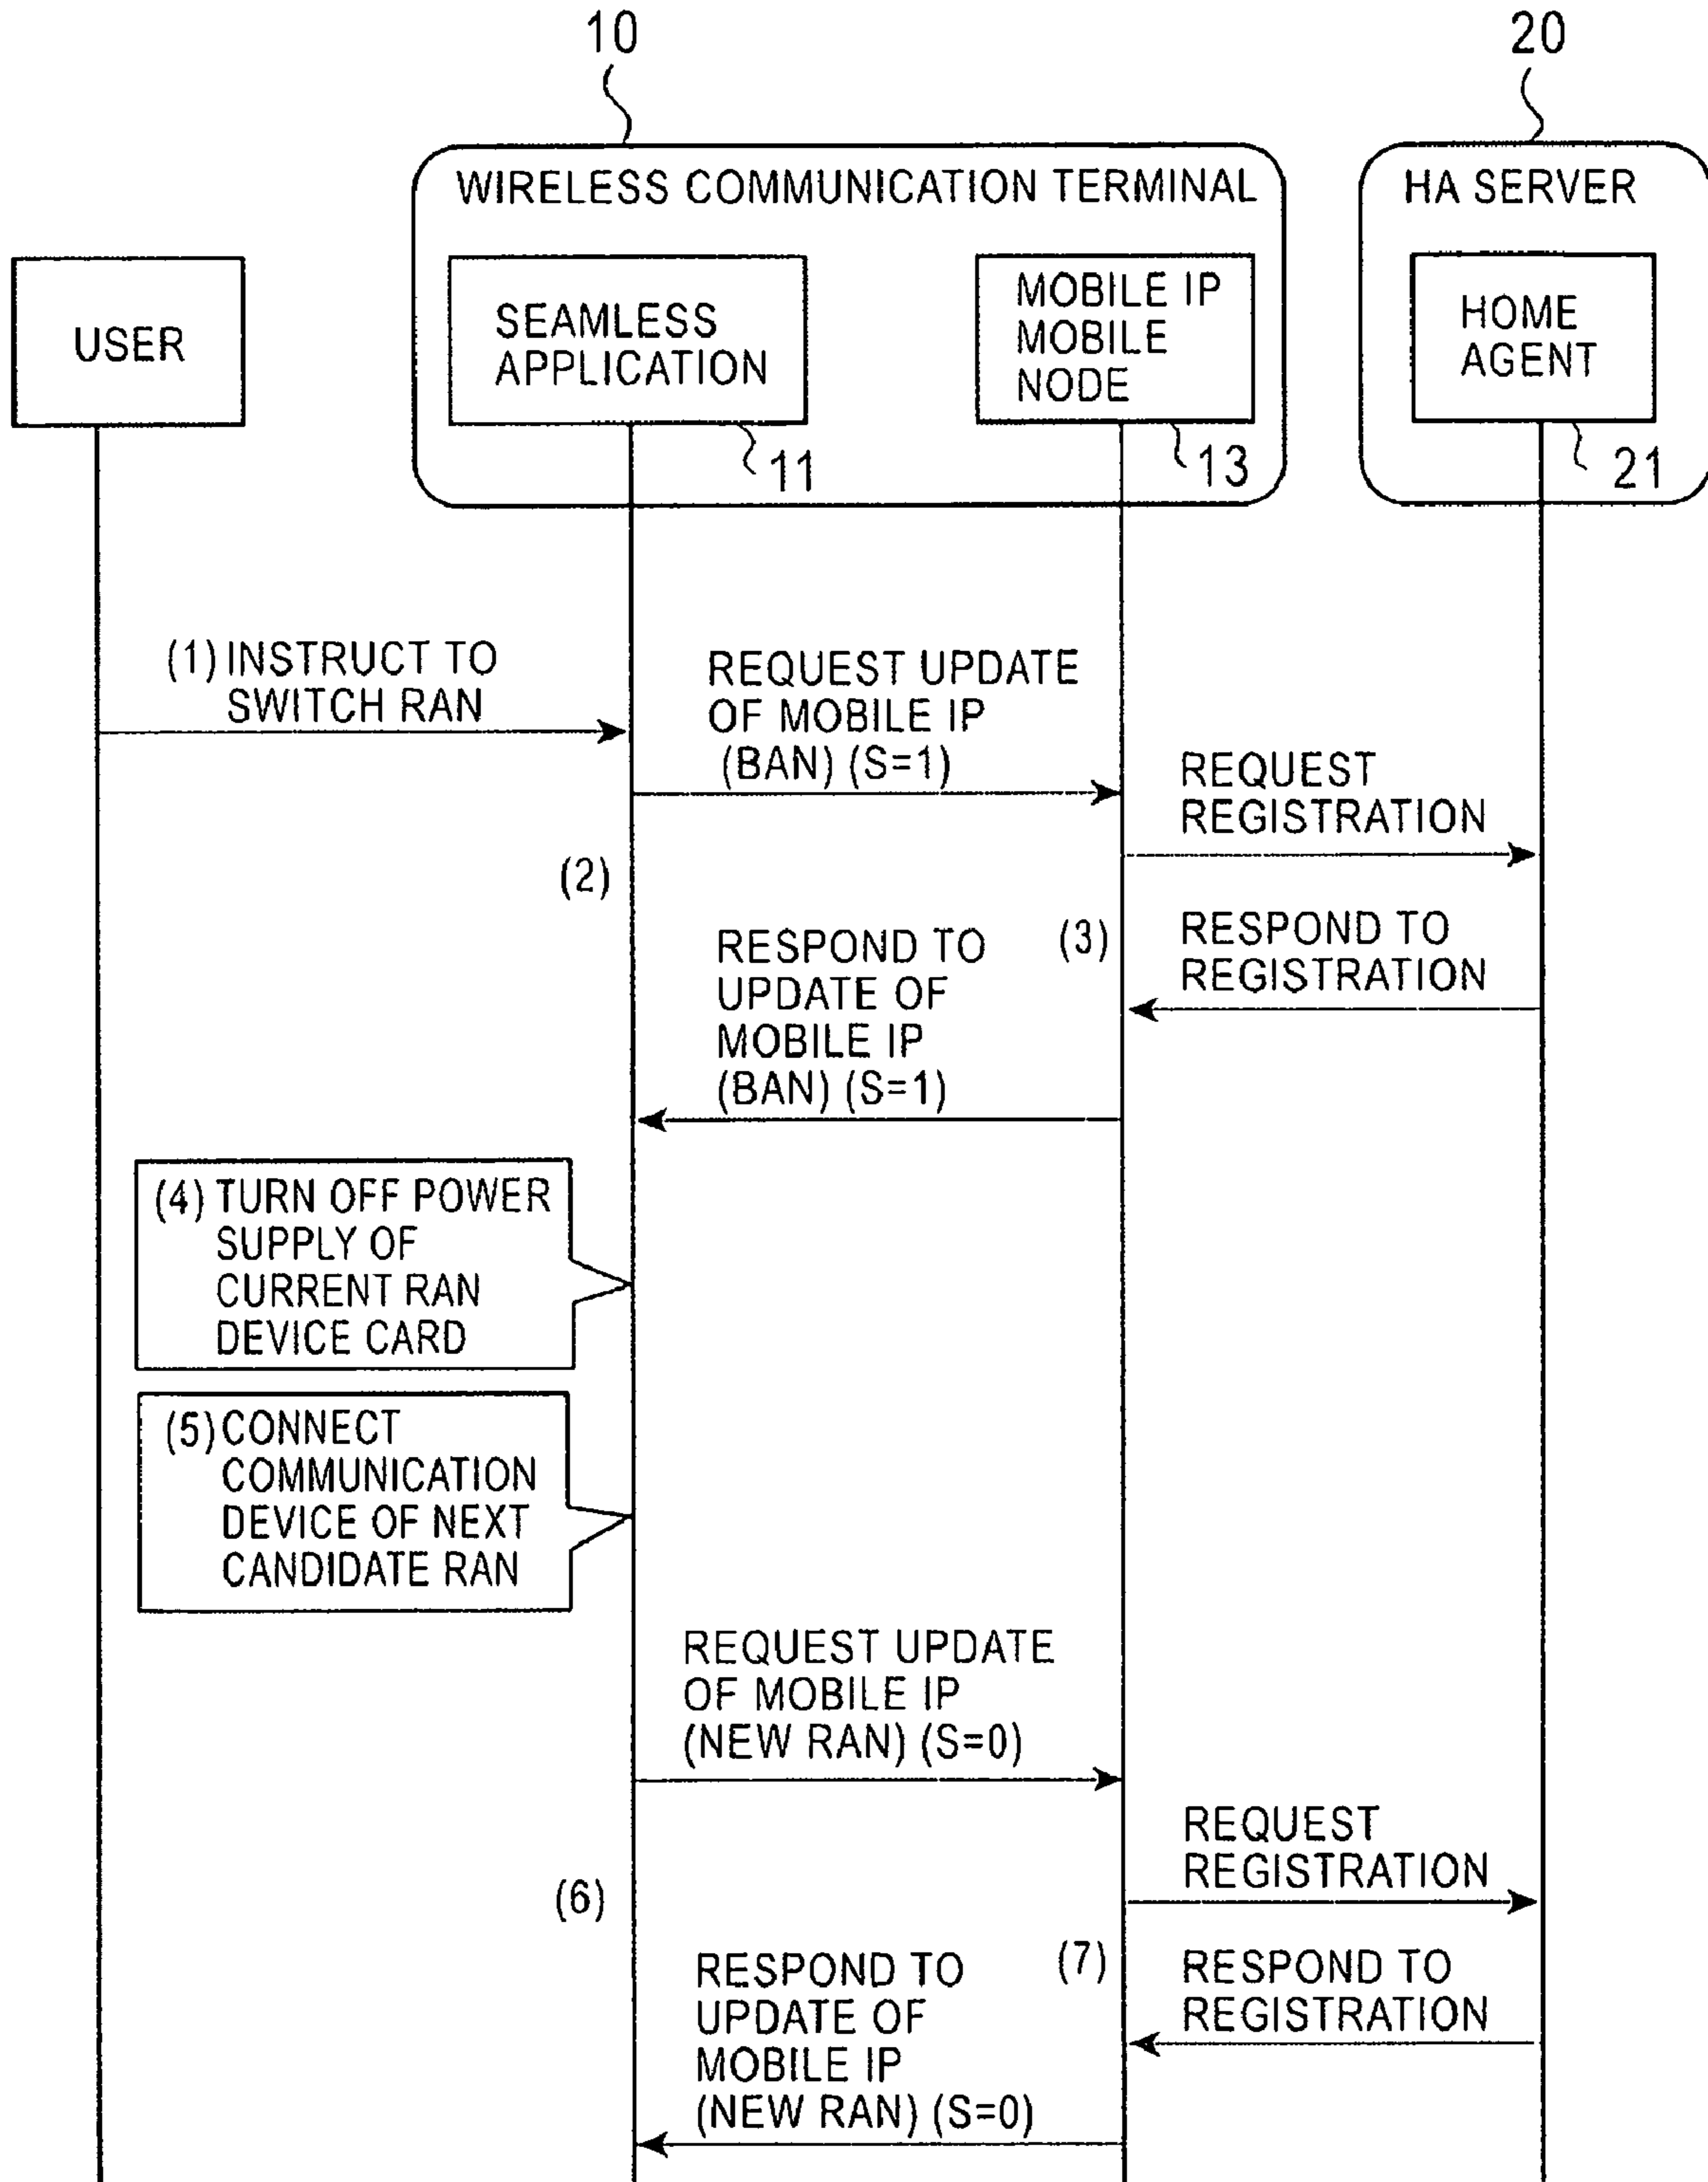 10
20
WIRELESS COMMUNICATION TERMINAL
HA SERVER
USER
SEAMLESS
APPLICATION
11
MOBILE IP
MOBILE
NODE
13
HOME
AGENT
21
(1) INSTRUCT TO
SWITCH RAN
REQUEST UPDATE
OF MOBILE IP
(BAN) (S=1)
REQUEST
REGISTRATION
(2)
(3)
RESPOND TO
REGISTRATION
RESPOND TO
UPDATE OF
MOBILE IP
(BAN) (S=1)
(4) TURN OFF POWER
SUPPLY OF
CURRENT RAN
DEVICE CARD
(5) CONNECT
COMMUNICATION
DEVICE OF NEXT
CANDIDATE RAN
REQUEST UPDATE
OF MOBILE IP
(NEW RAN) (S=0)
REQUEST
REGISTRATION
(6)
(7)
RESPOND TO
REGISTRATION
RESPOND TO
UPDATE OF
MOBILE IP
(NEW RAN) (S=0)